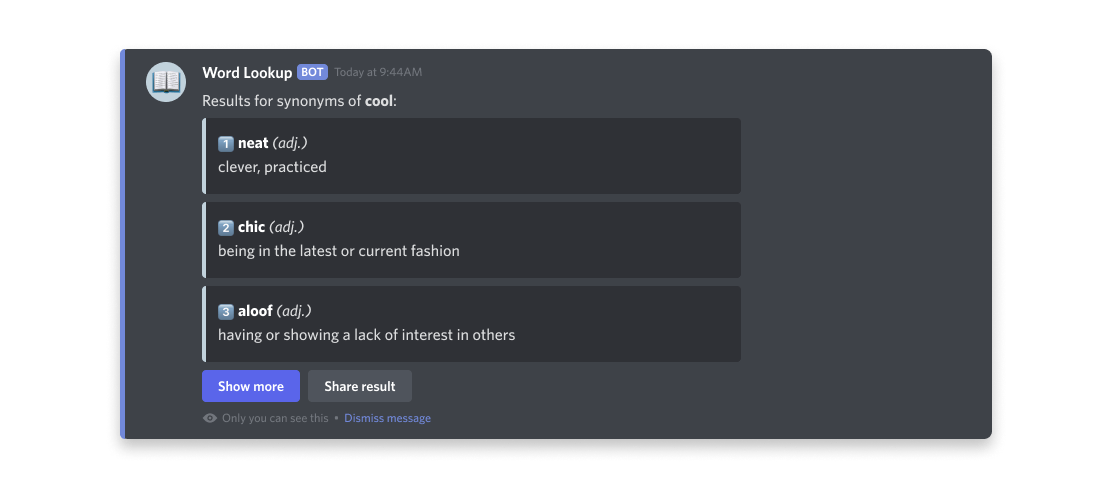 Word Lookup BOT Today at 9:44AM
Results for synonyms of cool:
1 neat (adj.)
clever, practiced
2 chic (adj.)
being in the latest or current fashion
3 aloof (adj.)
having or showing a lack of interest in others
Show more Share result
Only you can see this • Dismiss message